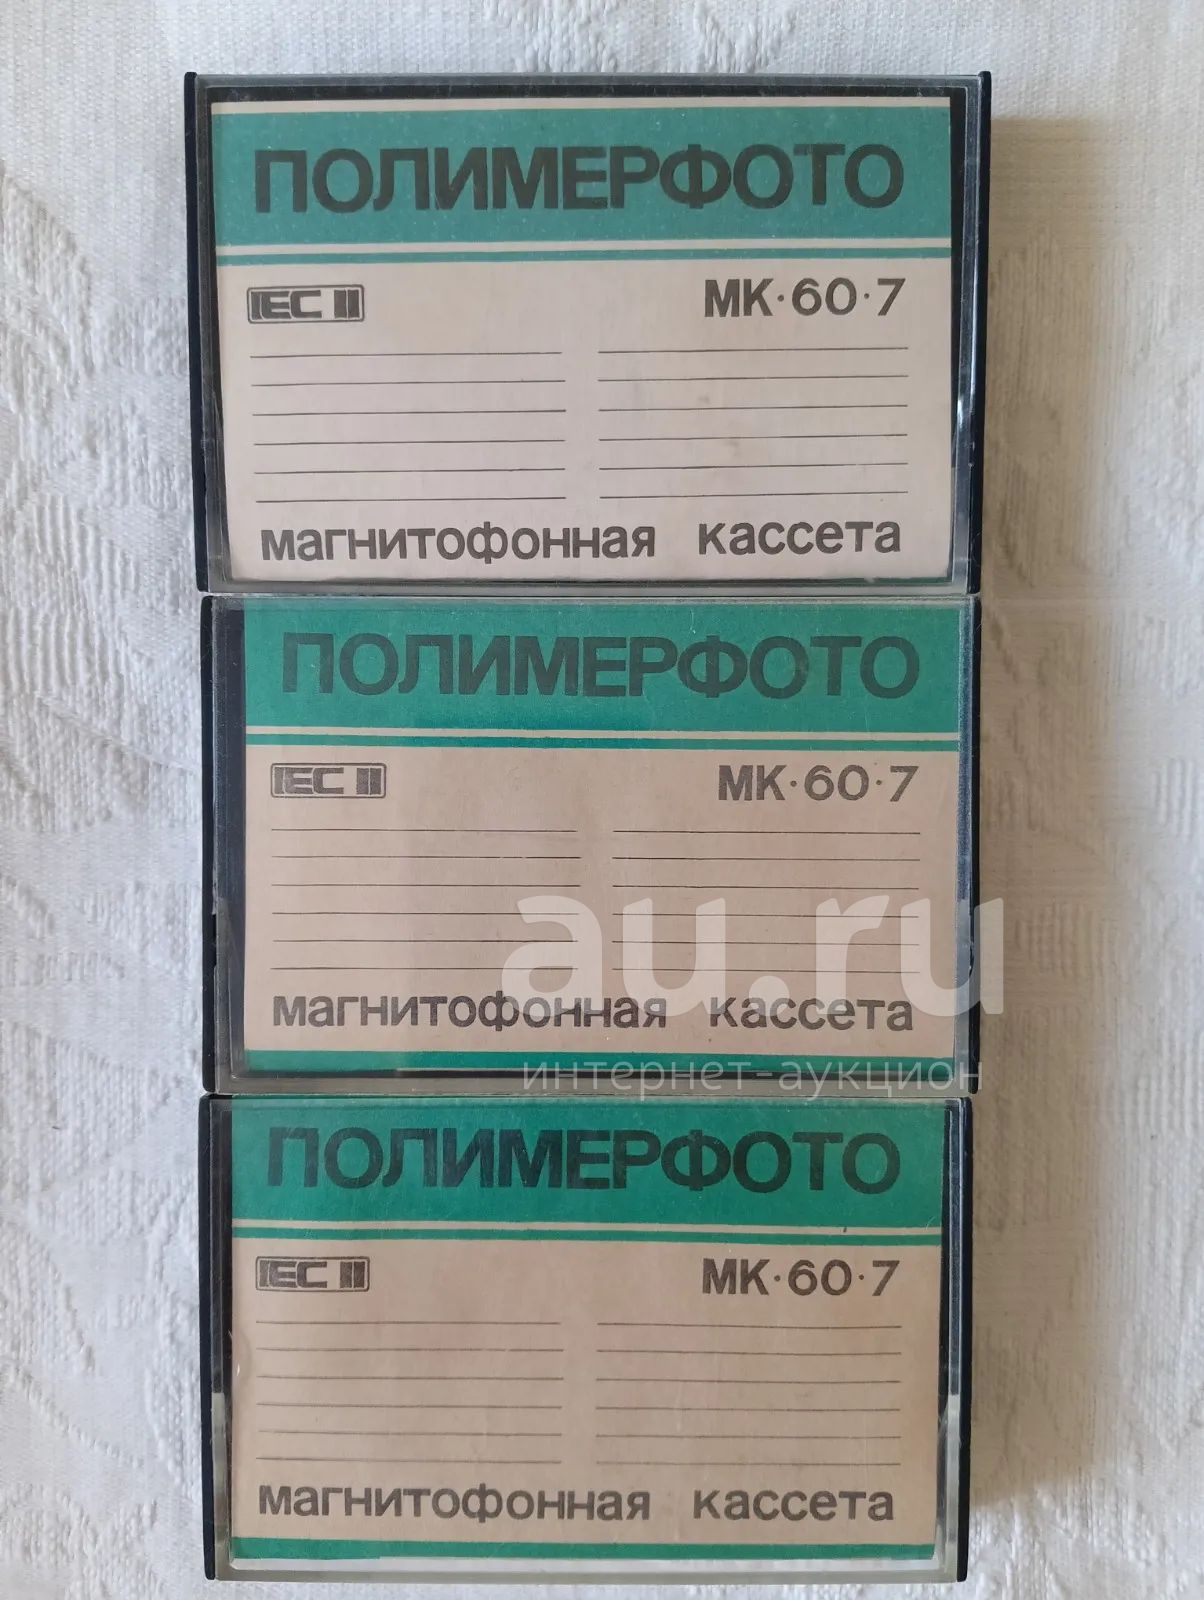 ПОЛИМЕРФОТО
IEC II МК·60·7
магнитофонная кассета
ПОЛИМЕРФОТО
IEC II МК·60·7
au.ru
магнитофонная кассета
интернет-аукцион
ПОЛИМЕРФОТО
IEC II МК·60·7
магнитофонная кассета